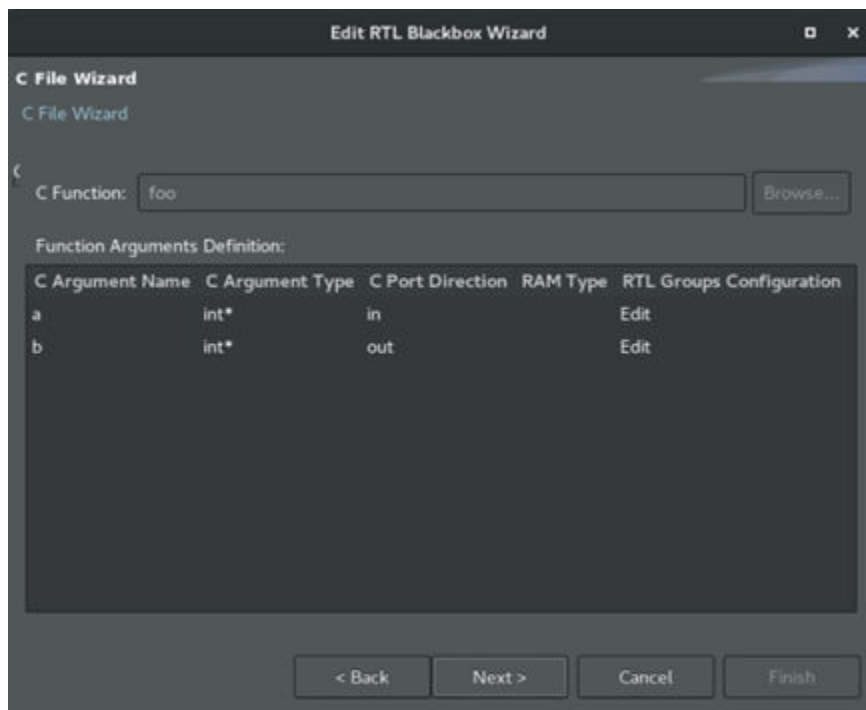 Edit RTL Blackbox Wizard
C File Wizard
C File Wizard
C Function: foo Browse...
Function Arguments Definition:
C Argument Name C Argument Type C Port Direction RAM Type RTL Groups Configuration
a int* in Edit
b int* out Edit
< Back Next > Cancel Finish